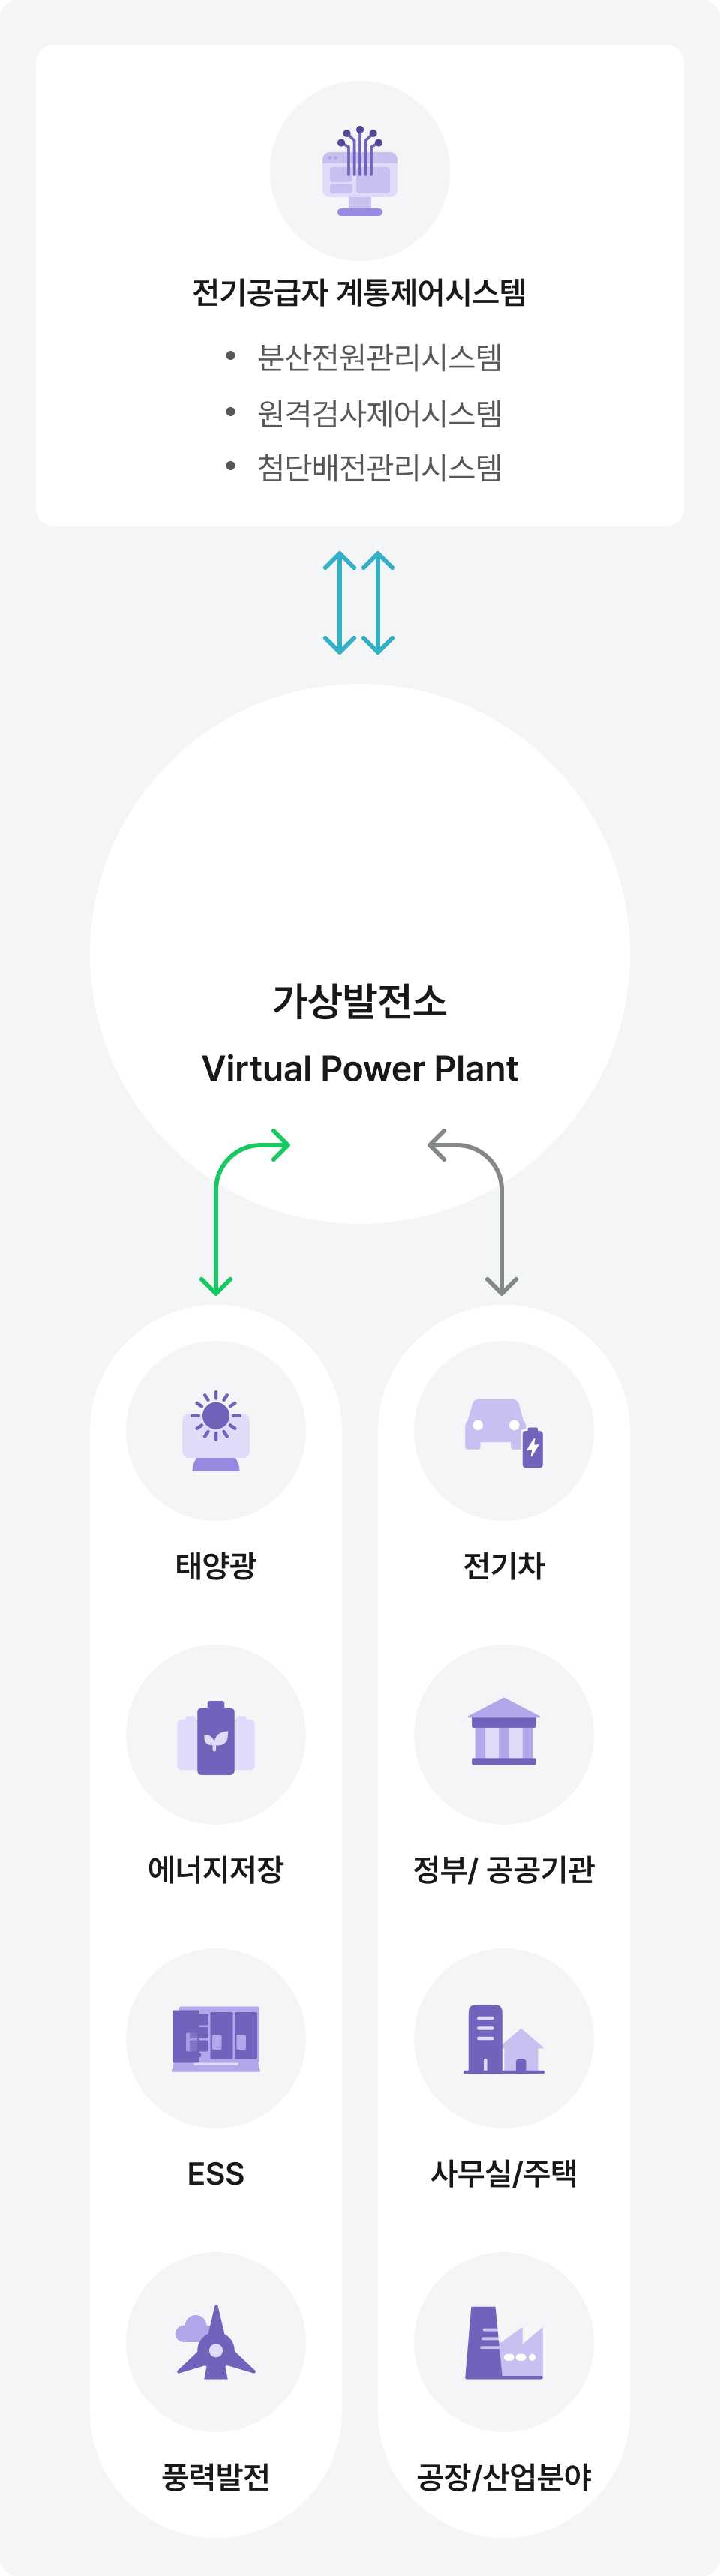 전기공급자 계통제어시스템
• 분산전원관리시스템
• 원격검사제어시스템
• 첨단배전관리시스템
가상발전소
Virtual Power Plant
태양광
전기차
에너지저장
정부/ 공공기관
ESS
사무실/주택
풍력발전
공장/산업분야